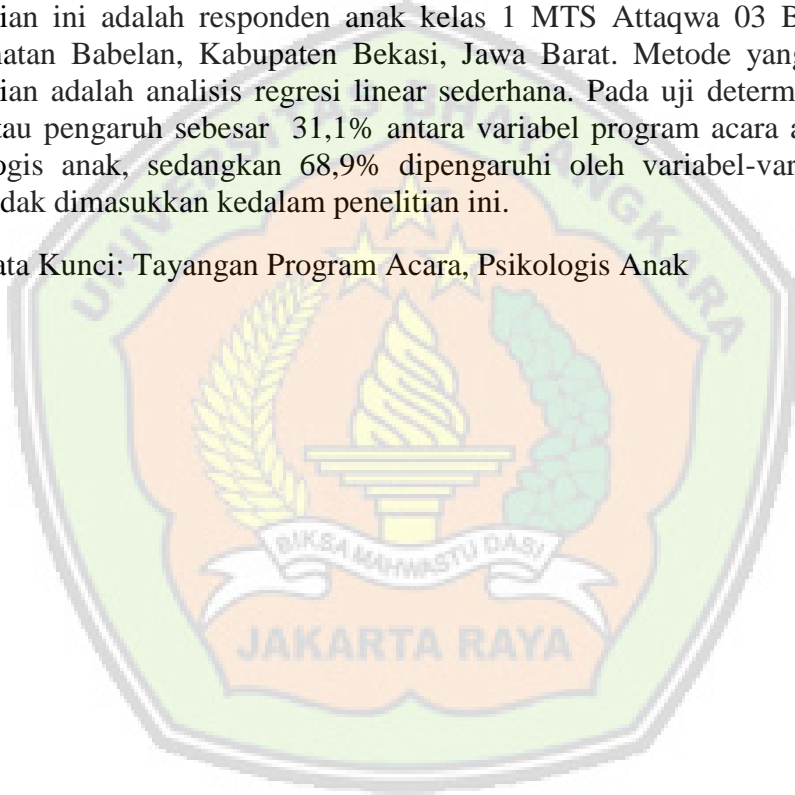 ian ini adalah responden anak kelas 1 MTS Attaqwa 03 B
natan Babelan, Kabupaten Bekasi, Jawa Barat. Metode yang
ian adalah analisis regresi linear sederhana. Pada uji determ
tau pengaruh sebesar 31,1% antara variabel program acara a
ogis anak, sedangkan 68,9% dipengaruhi oleh variabel-var
dak dimasukkan kedalam penelitian ini.
ata Kunci: Tayangan Program Acara, Psikologis Anak
UNIVERSITAS BHAYANGKARA
BIKSA MAHWASTU DASI
JAKARTA RAYA